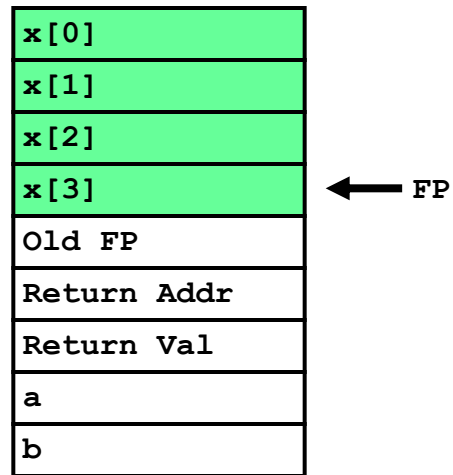 x[0]
x[1]
x[2]
x[3]
FP
Old FP
Return Addr
Return Val
a
b